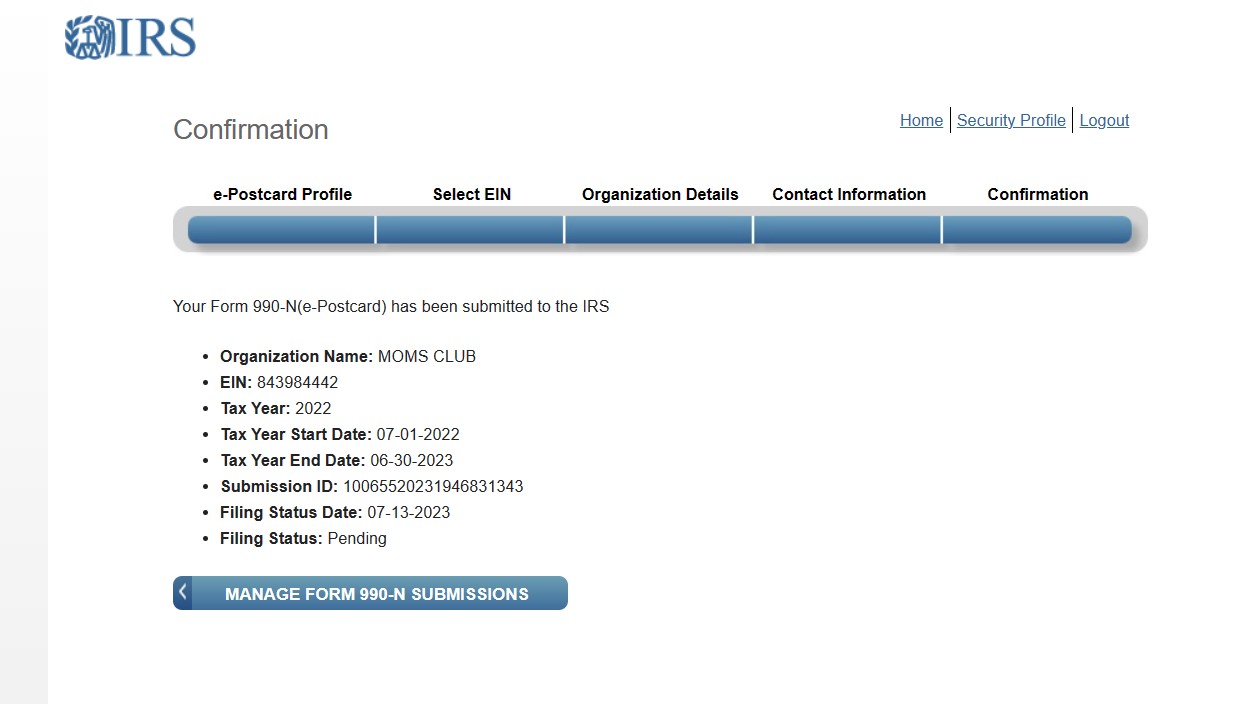 IRS
Confirmation
Home Security Profile Logout
e-Postcard Profile Select EIN Organization Details Contact Information Confirmation
Your Form 990-N(e-Postcard) has been submitted to the IRS
• Organization Name: MOMS CLUB
• EIN: 843984442
• Tax Year: 2022
• Tax Year Start Date: 07-01-2022
• Tax Year End Date: 06-30-2023
• Submission ID: 10065520231946831343
• Filing Status Date: 07-13-2023
• Filing Status: Pending
MANAGE FORM 990-N SUBMISSIONS